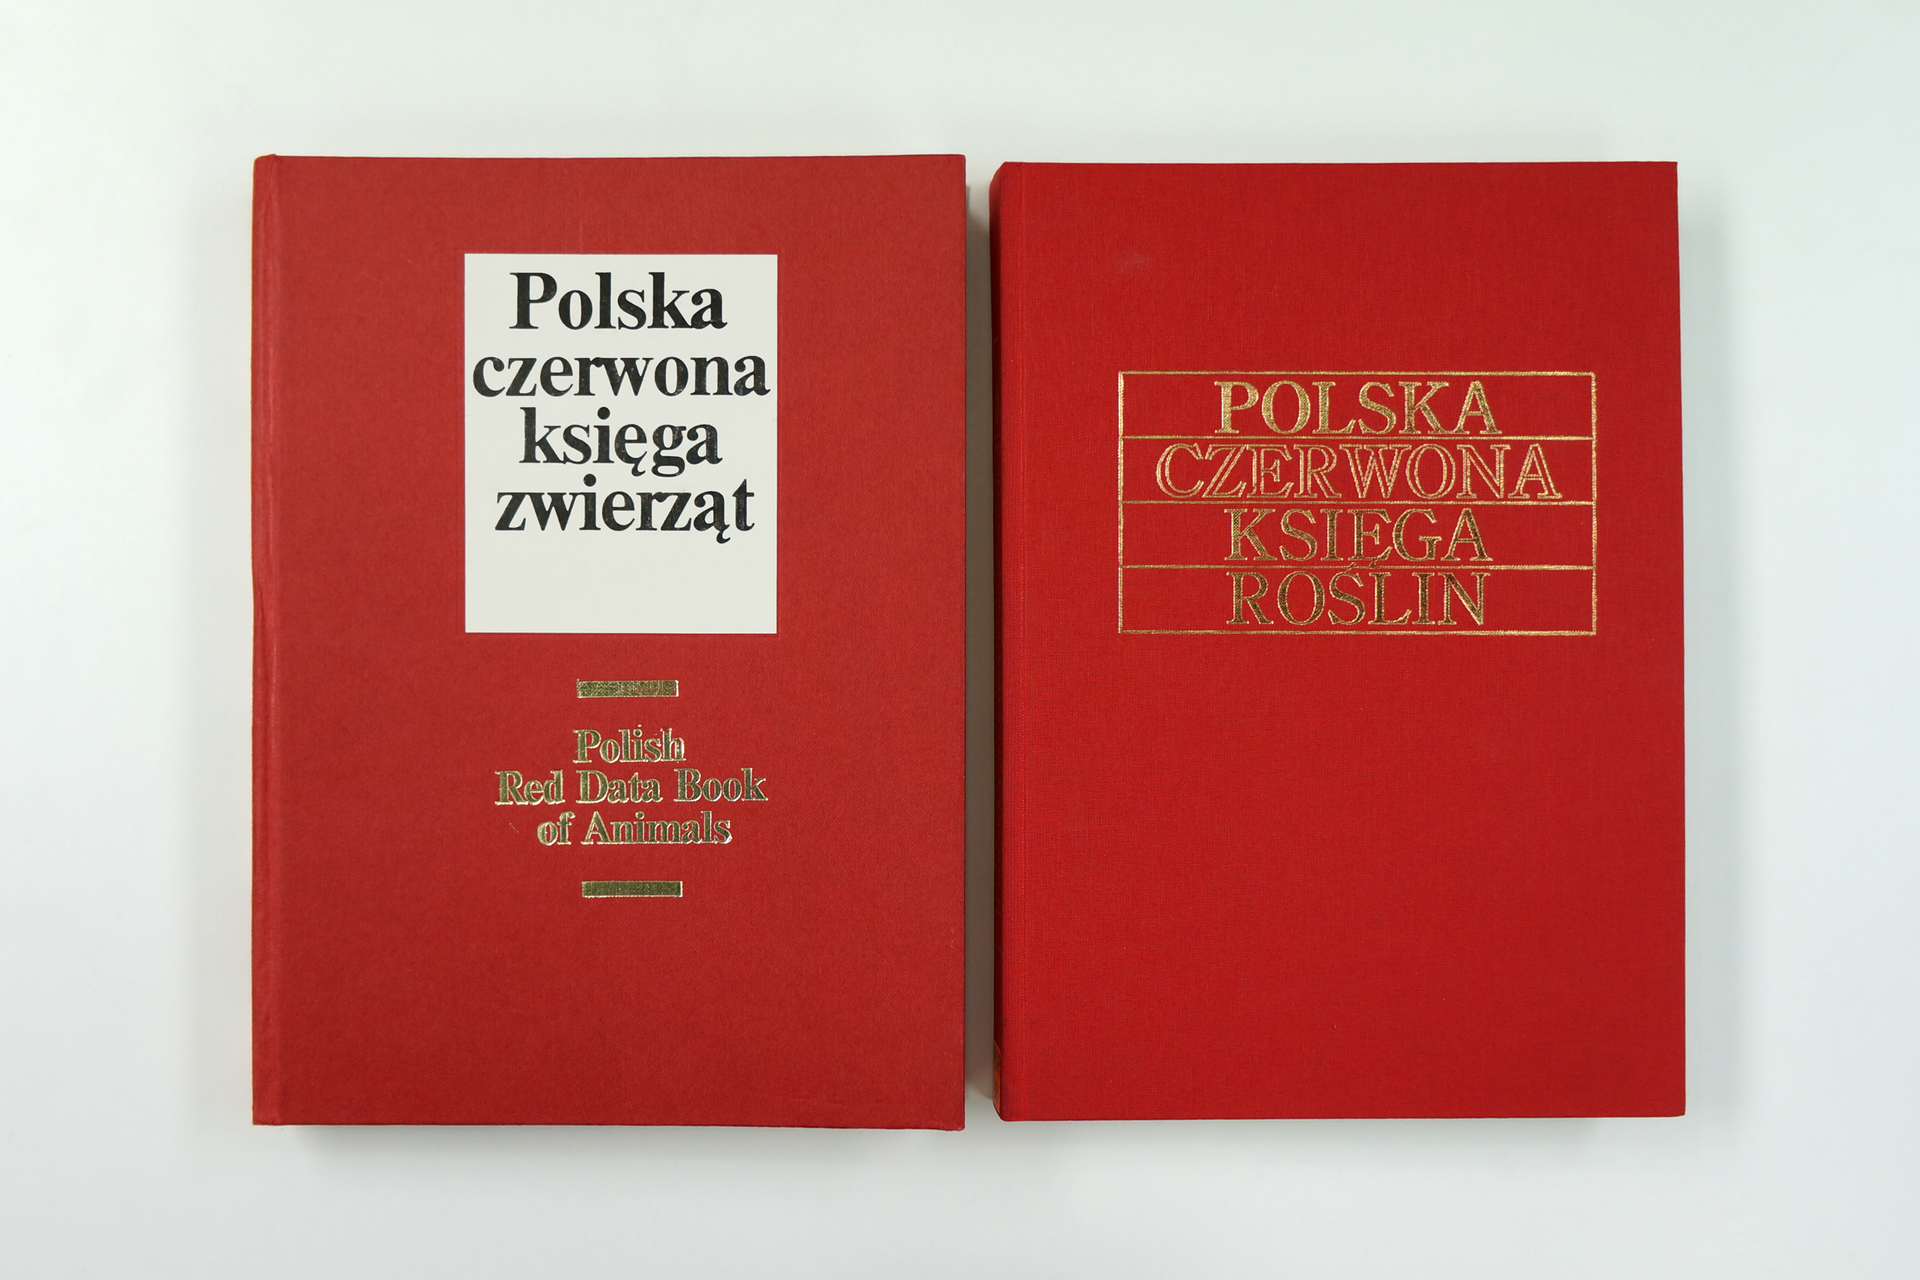 Polska
czerwona
księga
zwierząt
Polish
Red Data Book
of Animals
POLSKA
CZERWONA
KSIĘGA
ROŚLIN